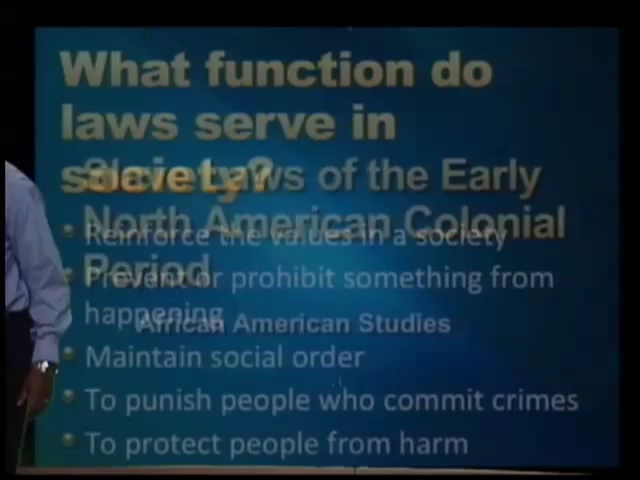 What function do
laws serve in
society?
Slave Laws of the Early
North American Colonial
Period
African American Studies
Reinforce the values in a society
Prevent or prohibit something from
happening
Maintain social order
To punish people who commit crimes
To protect people from harm